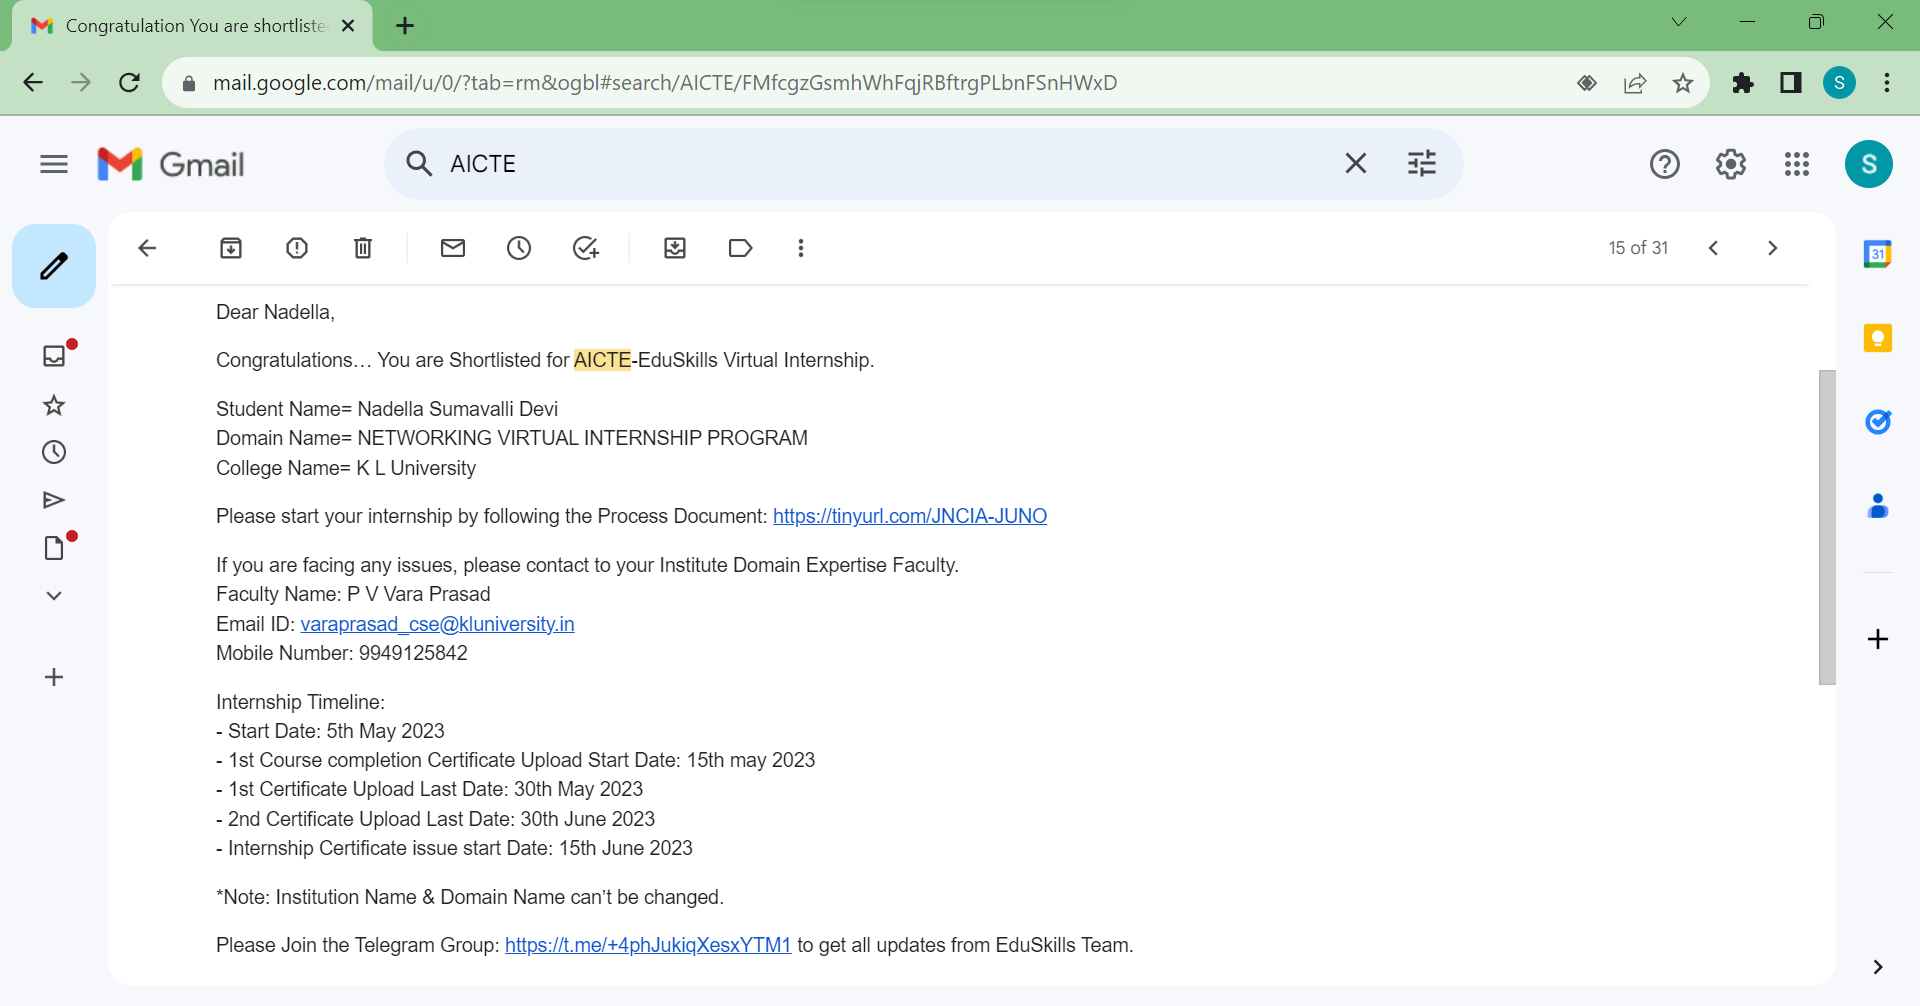 Congratulation You are shortliste
mail.google.com/mail/u/0/?tab=rm&ogbl#search/AICTE/FMfcgzGsmhWhFqjRBftrgPLbnFSnHWxD
S
Gmail
AICTE
S
15 of 31
31
Dear Nadella,
Congratulations… You are Shortlisted for AICTE-EduSkills Virtual Internship.
Student Name= Nadella Sumavalli Devi
Domain Name= NETWORKING VIRTUAL INTERNSHIP PROGRAM
College Name= K L University
Please start your internship by following the Process Document: https://tinyurl.com/JNCIA-JUNO
If you are facing any issues, please contact to your Institute Domain Expertise Faculty.
Faculty Name: P V Vara Prasad
Email ID: varaprasad_cse@kluniversity.in
Mobile Number: 9949125842
Internship Timeline:
- Start Date: 5th May 2023
- 1st Course completion Certificate Upload Start Date: 15th may 2023
- 1st Certificate Upload Last Date: 30th May 2023
- 2nd Certificate Upload Last Date: 30th June 2023
- Internship Certificate issue start Date: 15th June 2023
*Note: Institution Name & Domain Name can’t be changed.
Please Join the Telegram Group: https://t.me/+4phJukiqXesxYTM1 to get all updates from EduSkills Team.